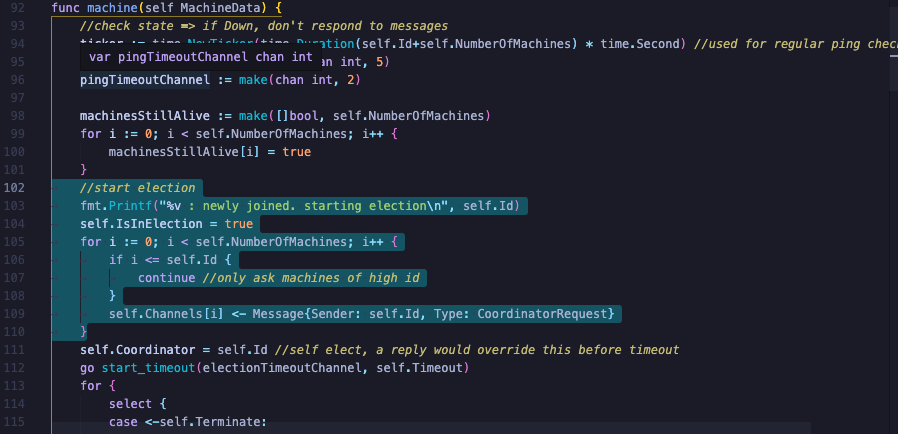 92 func machine(self MachineData) {
93 //check state => if Down, don't respond to messages
94 ticker := time.NewTicker(time.Duration(self.Id+self.NumberOfMachines) * time.Second) //used for regular ping chec
var pingTimeoutChannel chan int
95 an int, 5)
96 pingTimeoutChannel := make(chan int, 2)
97
98 machinesStillAlive := make([]bool, self.NumberOfMachines)
99 for i := 0; i < self.NumberOfMachines; i++ {
100 machinesStillAlive[i] = true
101 }
102 //start election
103 fmt.Printf("%v : newly joined. starting election\n", self.Id)
104 self.IsInElection = true
105 for i := 0; i < self.NumberOfMachines; i++ {
106 if i <= self.Id {
107 continue //only ask machines of high id
108 }
109 self.Channels[i] <- Message{Sender: self.Id, Type: CoordinatorRequest}
110 }
111 self.Coordinator = self.Id //self elect, a reply would override this before timeout
112 go start_timeout(electionTimeoutChannel, self.Timeout)
113 for {
114 select {
115 case <-self.Terminate: